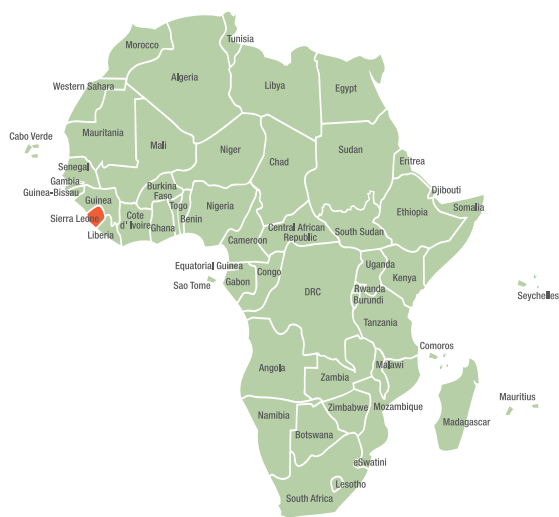 Tunisia
Morocco
Algeria
Libya
Egypt
Western Sahara
Mauritania
Mali
Niger
Chad
Sudan
Eritrea
Cabo Verde
Senegal
Gambia
Guinea-Bissau
Guinea
Burkina
Faso
Djibouti
Somalia
Sierra Leone
Liberia
Cote
d' Ivoire
Ghana
Togo
Benin
Nigeria
Ethiopia
Central African
Republic
South Sudan
Cameroon
Equatorial Guinea
Sao Tome
Gabon
Congo
DRC
Uganda
Kenya
Rwanda
Burundi
Seychelles
Tanzania
Comoros
Angola
Zambia
Malawi
Mozambique
Mauritius
Madagascar
Namibia
Zimbabwe
Botswana
eSwatini
Lesotho
South Africa